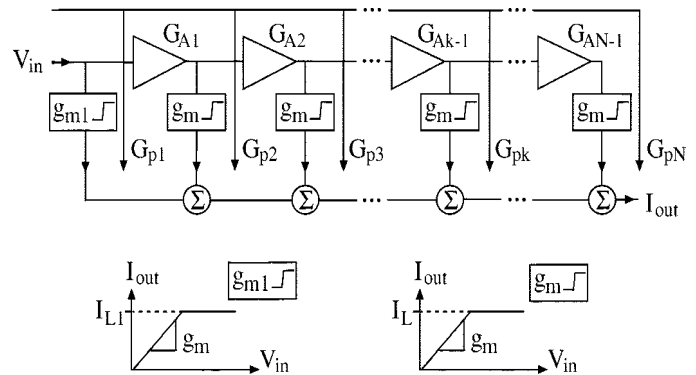 G_A1 G_A2 ... G_Ak-1 ... G_AN-1
V_in ... ...
g_m1 g_m g_m g_m g_m
G_p1 G_p2 G_p3 G_pk G_pN
Σ Σ ... Σ ... Σ I_out
I_out g_m1
I_L1
g_m
V_in
I_out g_m
I_L
g_m
V_in